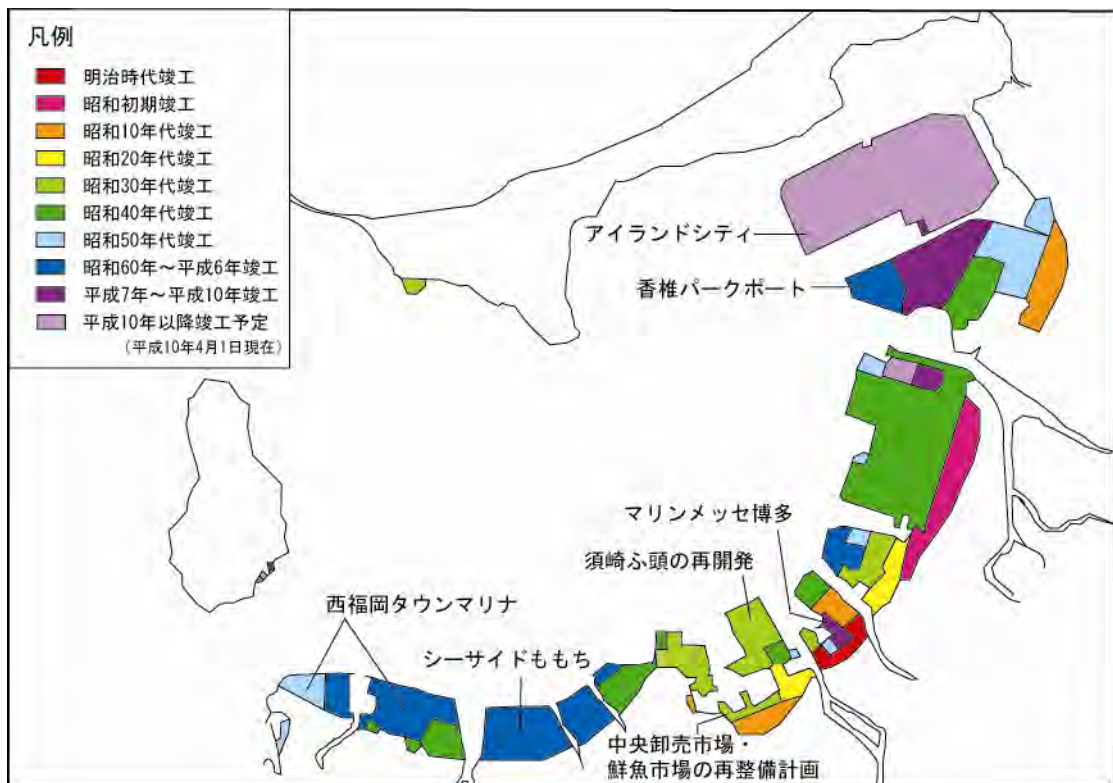 凡例
明治時代竣工
昭和初期竣工
昭和10年代竣工
昭和20年代竣工
昭和30年代竣工
昭和40年代竣工
昭和50年代竣工
昭和60年～平成6年竣工
平成7年～平成10年竣工
平成10年以降竣工予定
（平成10年4月1日現在）
アイランドシティ
香椎パークポート
マリンメッセ博多
須崎ふ頭の再開発
西福岡タウンマリナ
シーサイドももち
中央卸売市場・
鮮魚市場の再整備計画